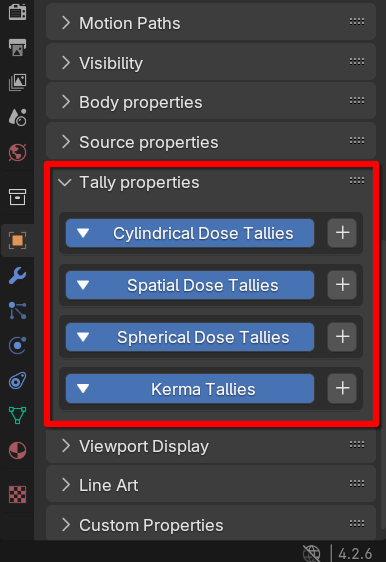 Motion Paths
Visibility
Body properties
Source properties
Tally properties
Cylindrical Dose Tallies
Spatial Dose Tallies
Spherical Dose Tallies
Kerma Tallies
Viewport Display
Line Art
Custom Properties
4.2.6